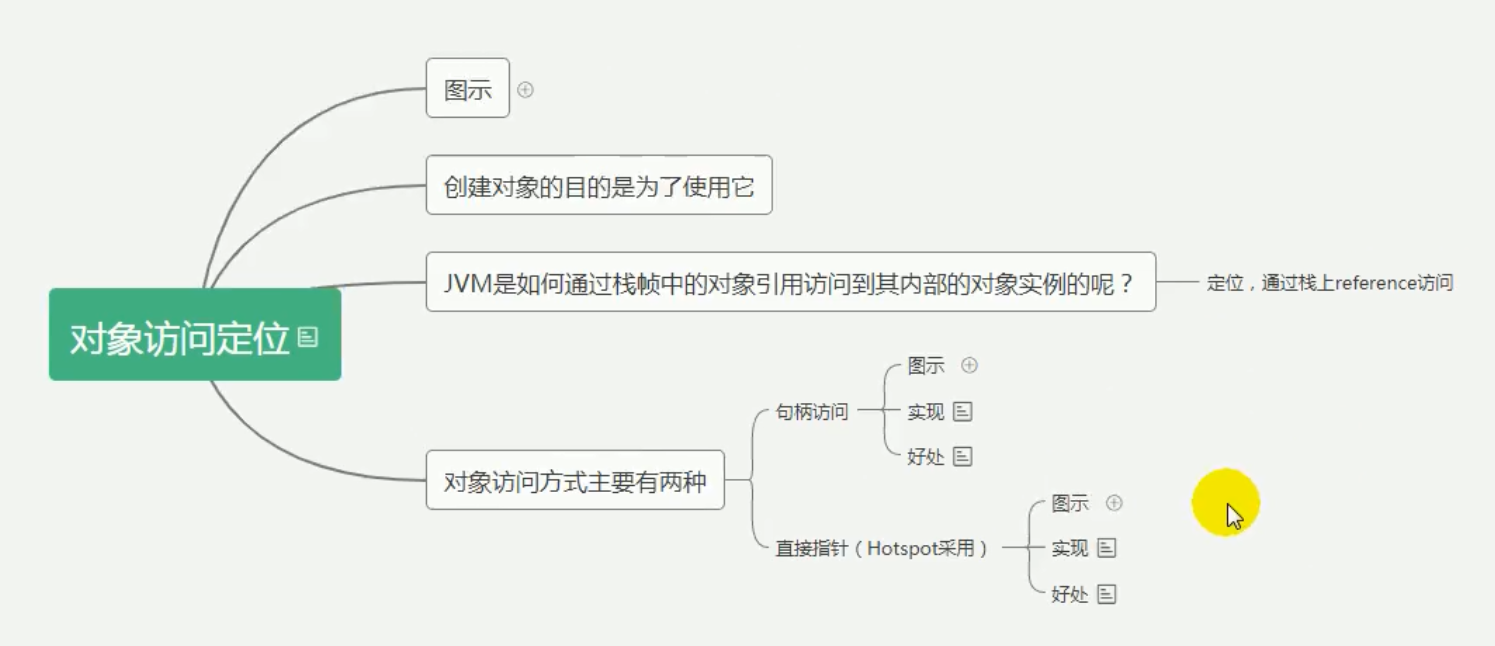 图示
创建对象的目的是为了使用它
JVM是如何通过栈帧中的对象引用访问到其内部的对象实例的呢？
定位，通过栈上reference访问
对象访问定位
对象访问方式主要有两种
句柄访问
图示
实现
好处
直接指针（Hotspot采用）
图示
实现
好处